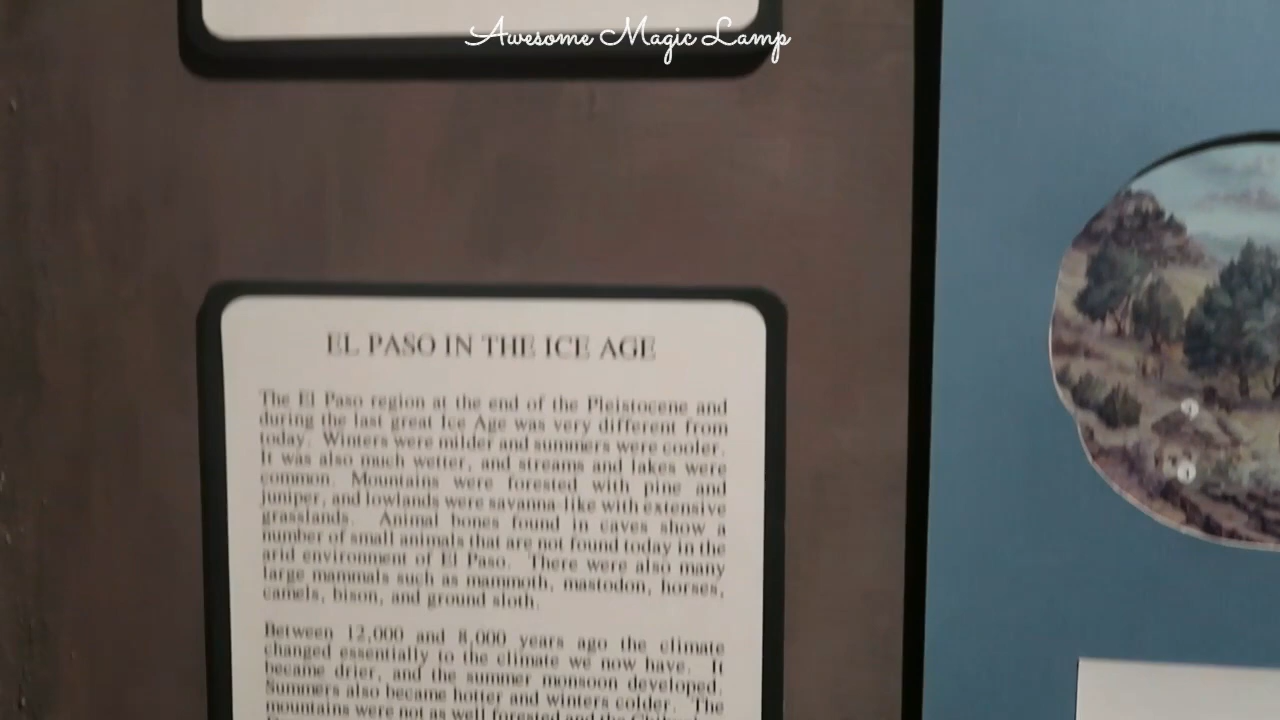 Awesome Magic Lamp
EL PASO IN THE ICE AGE
The El Paso region at the end of the Pleistocene and
during the last great Ice Age was very different from
today. Winters were milder and summers were cooler.
It was also much wetter, and streams and lakes were
common. Mountains were forested with pine and
juniper, and lowlands were savanna-like with extensive
grasslands. Animal bones found in caves show a
number of small animals that are not found today in the
arid environment of El Paso. There were also many
large mammals such as mammoth, mastodon, horses,
camels, bison, and ground sloth.
Between 12,000 and 8,000 years ago the climate
changed essentially to the climate we now have. It
became drier, and the summer monsoon developed.
Summers also became hotter and winters colder. The
mountains were not as well forested and the